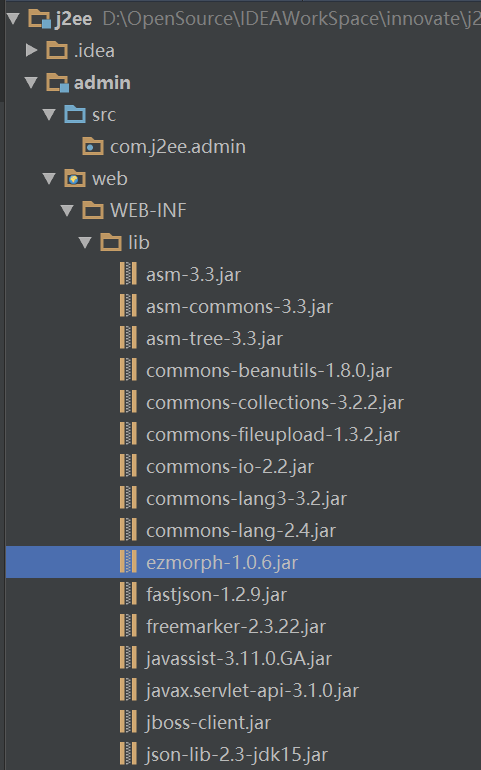 j2ee D:\OpenSource\IDEAWorkSpace\innovate\j2
.idea
admin
src
com.j2ee.admin
web
WEB-INF
lib
asm-3.3.jar
asm-commons-3.3.jar
asm-tree-3.3.jar
commons-beanutils-1.8.0.jar
commons-collections-3.2.2.jar
commons-fileupload-1.3.2.jar
commons-io-2.2.jar
commons-lang3-3.2.jar
commons-lang-2.4.jar
ezmorph-1.0.6.jar
fastjson-1.2.9.jar
freemarker-2.3.22.jar
javassist-3.11.0.GA.jar
javax.servlet-api-3.1.0.jar
jboss-client.jar
json-lib-2.3-jdk15.jar